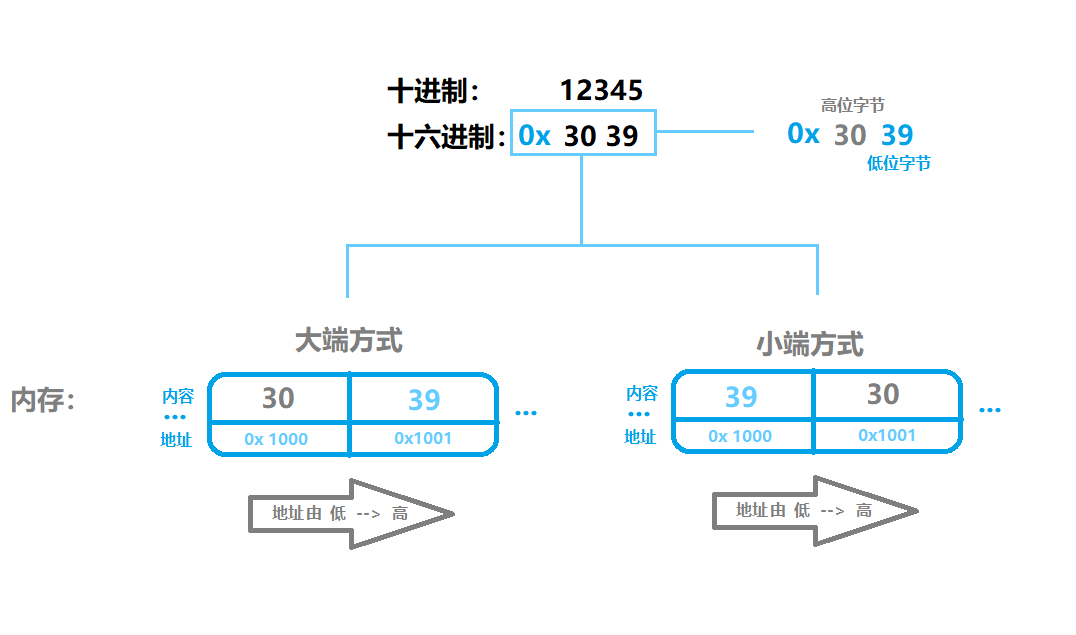 十进制： 12345
高位字节
十六进制：0x 30 39
0x 30 39
低位字节
大端方式
小端方式
内存：
内容 30 39
... ...
地址 0x 1000 0x1001
内容 39 30
... ...
地址 0x 1000 0x1001
地址由 低 --> 高
地址由 低 --> 高